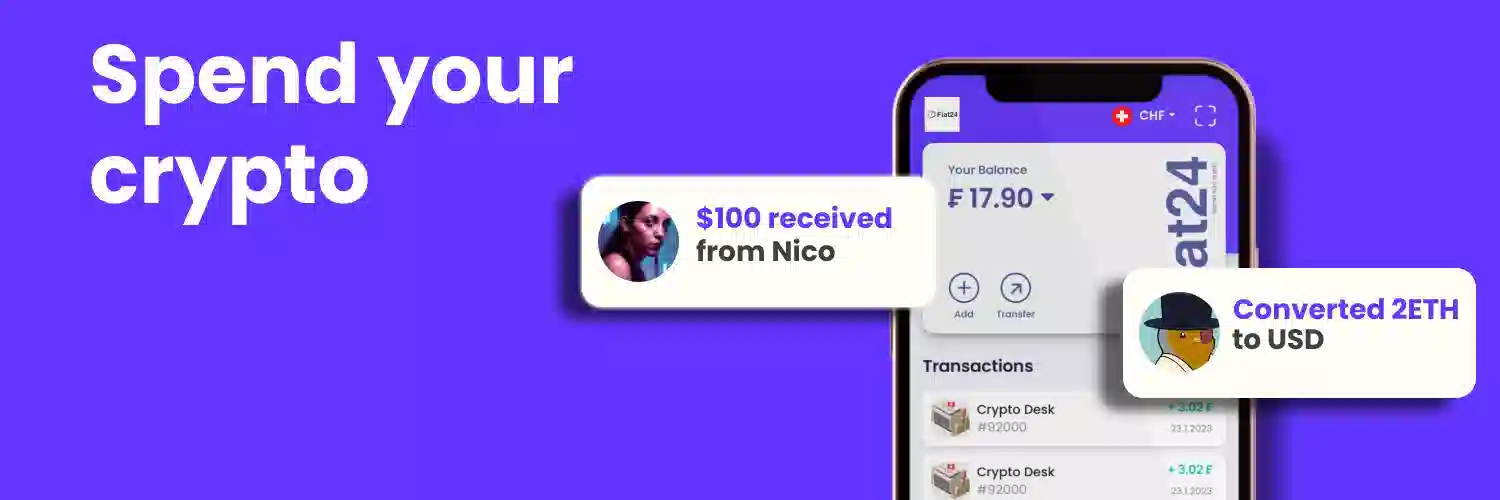 Spend your
crypto
Fiat24
CHF
Your Balance
₣ 17.90
at24
Add
Transfer
$100 received
from Nico
Converted 2ETH
to USD
Transactions
Crypto Desk
+ 3.02 ₣
#92000
23.1.2023
Crypto Desk
+ 3.02 ₣
#92000
23.1.2023